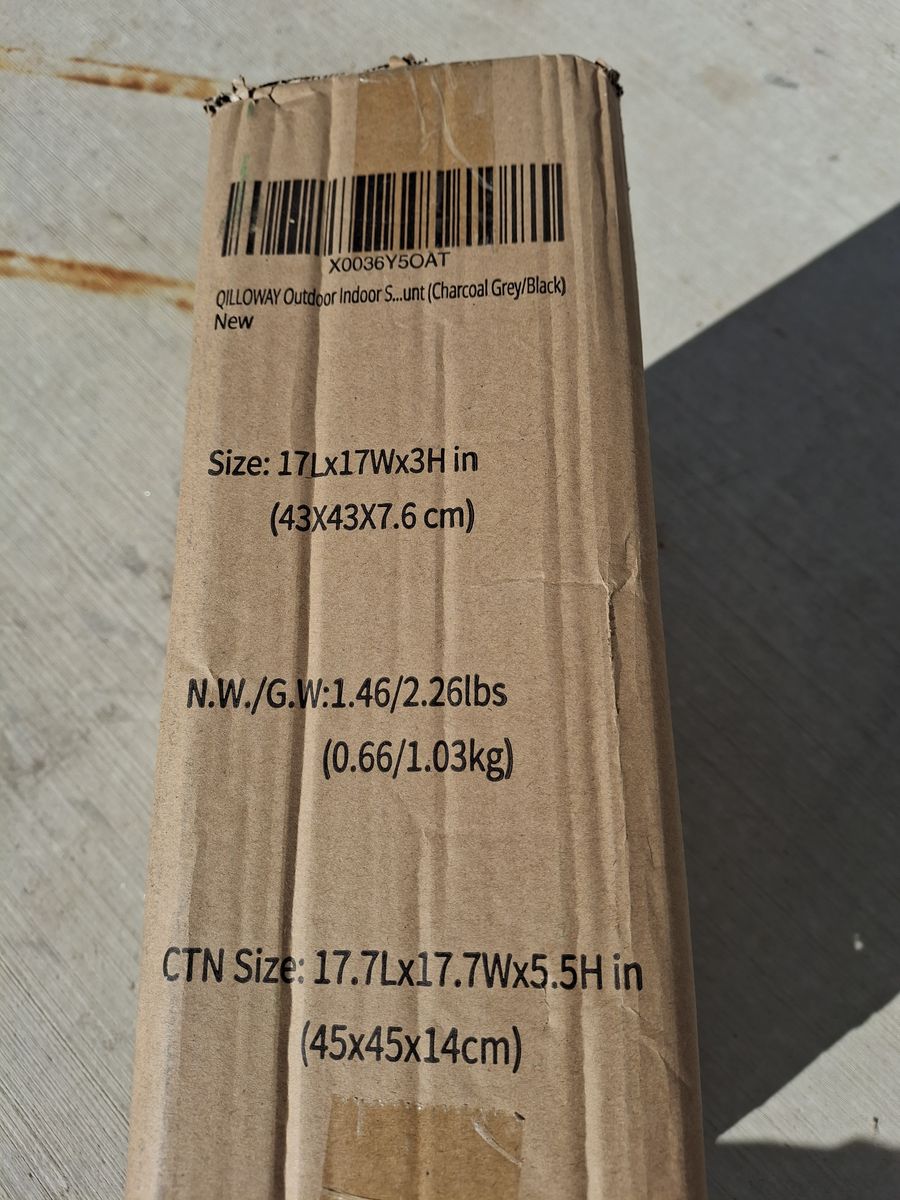 X0036Y5OAT
QILLOWAY Outdoor Indoor S...unt (Charcoal Grey/Black)
New
Size: 17Lx17Wx3H in
(43X43X7.6 cm)
N.W./G.W:1.46/2.26lbs
(0.66/1.03kg)
CTN Size: 17.7Lx17.7Wx5.5H in
(45x45x14cm)